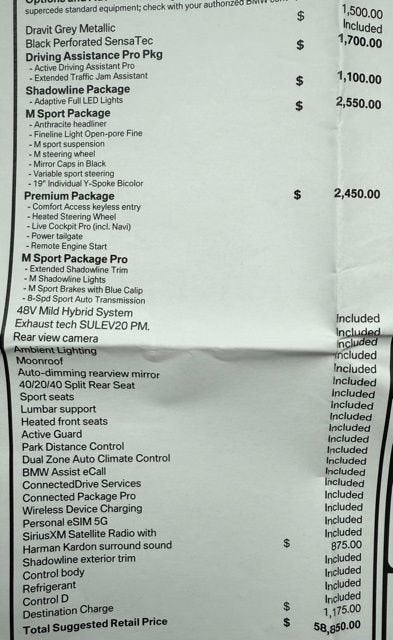 supercede standard equipment; check with your authorized BMW
Dravit Grey Metallic $ 1,500.00
Black Perforated SensaTec Included
Driving Assistance Pro Pkg $ 1,700.00
- Active Driving Assistant Pro
- Extended Traffic Jam Assistant
Shadowline Package $ 1,100.00
- Adaptive Full LED Lights
M Sport Package $ 2,550.00
- Anthracite headliner
- Fineline Light Open-pore Fine
- M sport suspension
- M steering wheel
- Mirror Caps in Black
- Variable sport steering
- 19" Individual Y-Spoke Bicolor
Premium Package $ 2,450.00
- Comfort Access keyless entry
- Heated Steering Wheel
- Live Cockpit Pro (incl. Navi)
- Power tailgate
- Remote Engine Start
M Sport Package Pro
- Extended Shadowline Trim
- M Shadowline Lights
- M Sport Brakes with Blue Calip
- 8-Spd Sport Auto Transmission
48V Mild Hybrid System Included
Exhaust tech SULEV20 PM. Included
Rear view camera Included
Ambient Lighting Included
Moonroof Included
Auto-dimming rearview mirror Included
40/20/40 Split Rear Seat Included
Sport seats Included
Lumbar support Included
Heated front seats Included
Active Guard Included
Park Distance Control Included
Dual Zone Auto Climate Control Included
BMW Assist eCall Included
ConnectedDrive Services Included
Connected Package Pro Included
Wireless Device Charging Included
Personal eSIM 5G Included
SiriusXM Satellite Radio with
Harman Kardon surround sound $ 875.00
Shadowline exterior trim Included
Control body Included
Refrigerant Included
Control D Included
Destination Charge $ 1,175.00
Total Suggested Retail Price $ 58,850.00